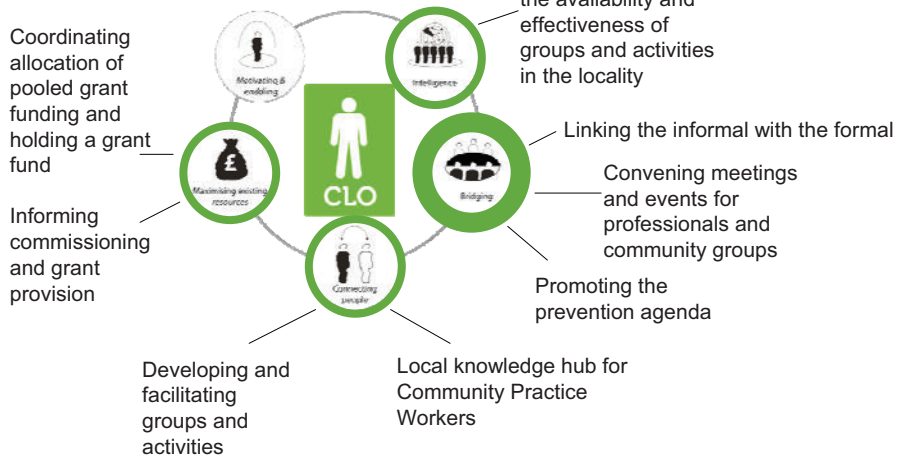 the availability and
effectiveness of
groups and activities
in the locality
Coordinating
allocation of
pooled grant
funding and
holding a grant
fund
Motivating &
enabling
Intelligence
Linking the informal with the formal
£
Maximising existing
resources
CLO
Bridging
Convening meetings
and events for
professionals and
community groups
Informing
commissioning
and grant
provision
Connecting
people
Promoting the
prevention agenda
Developing and
facilitating
groups and
activities
Local knowledge hub for
Community Practice
Workers